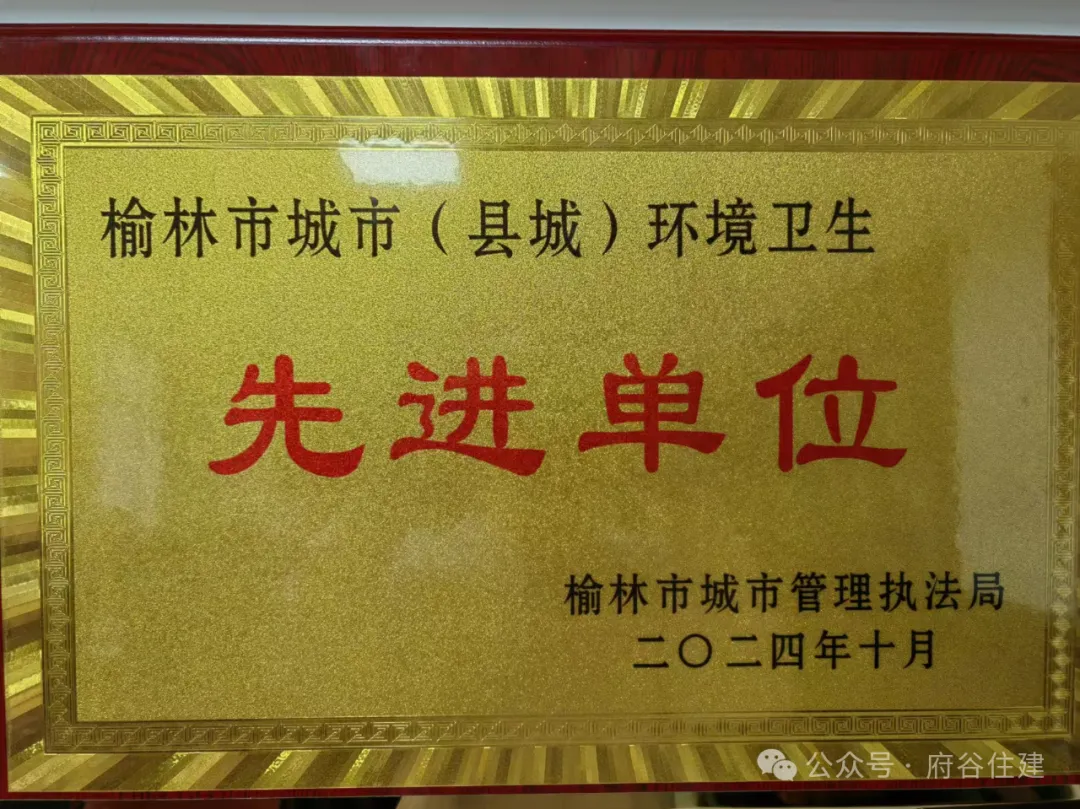 榆林市城市（县城）环境卫生
先进单位
榆林市城市管理执法局
二〇二四年十月
公众号·府谷住建